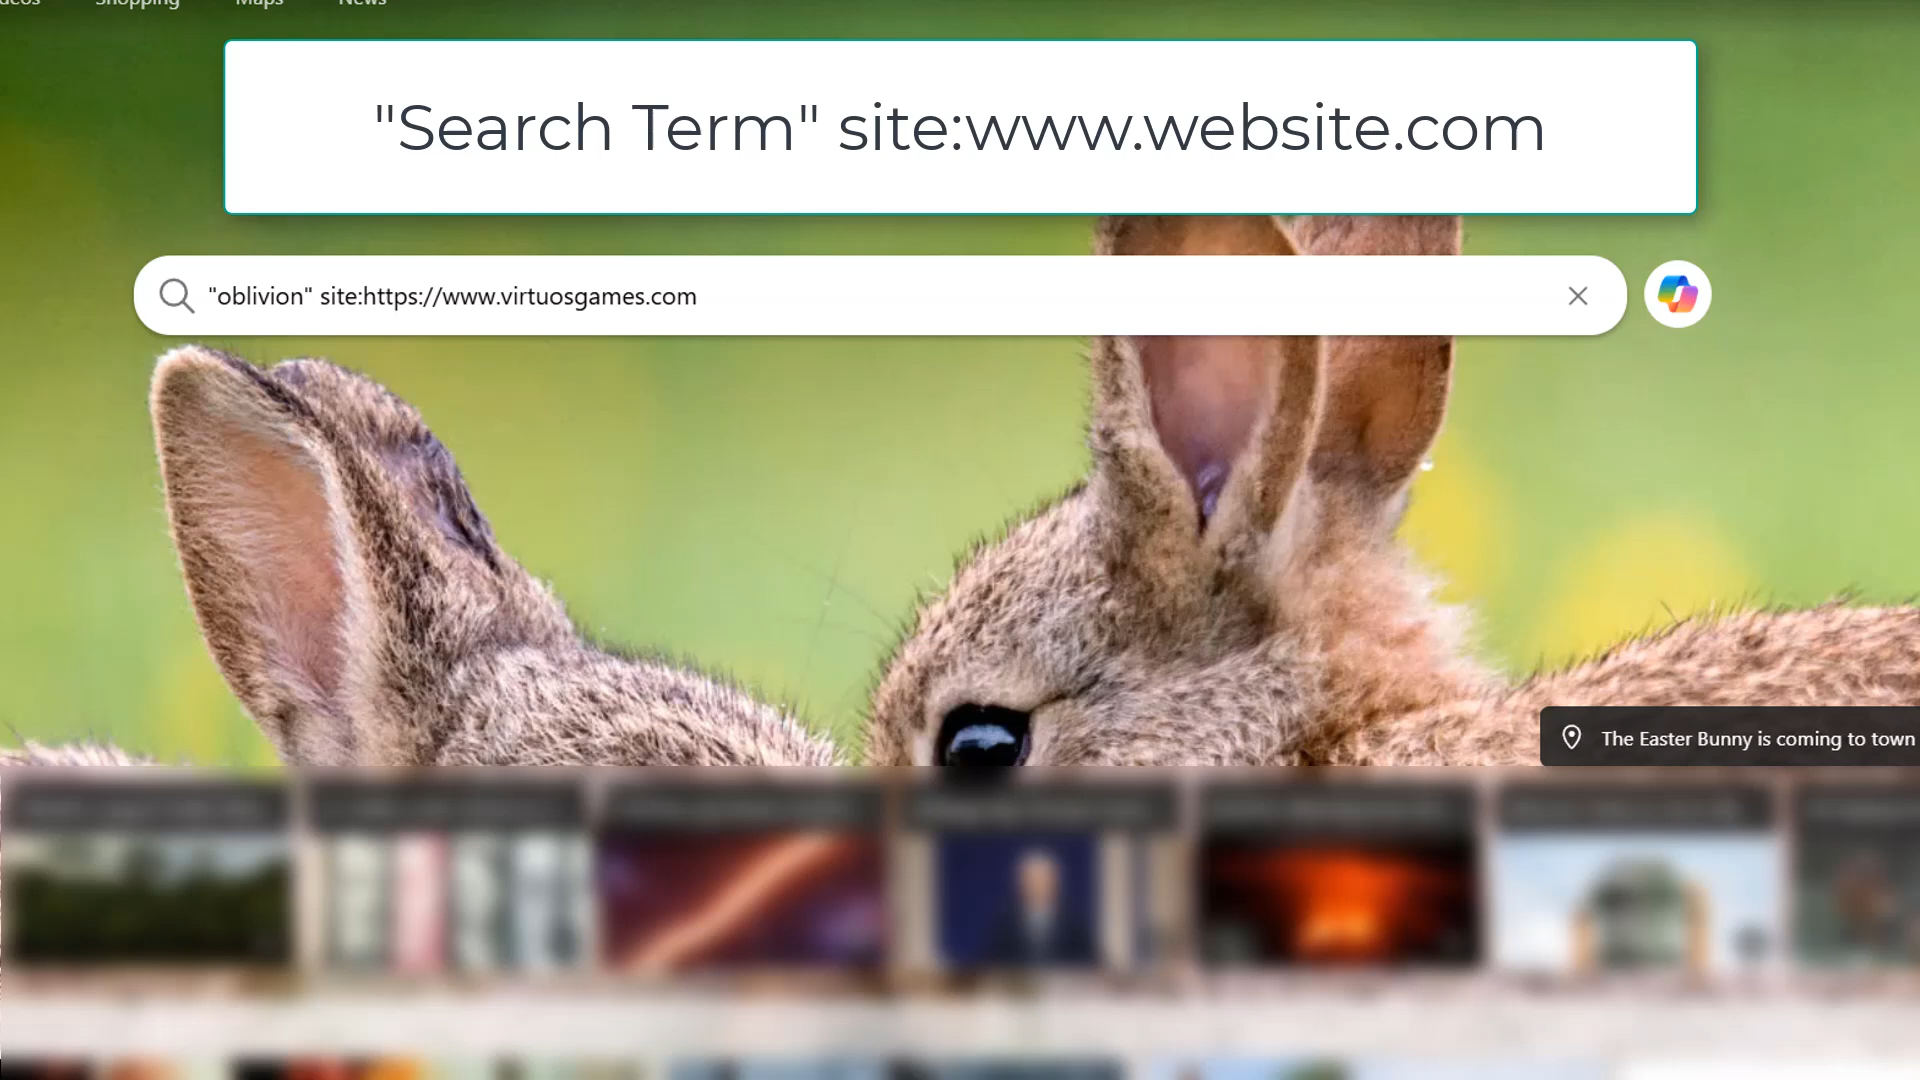 Shopping
Maps
News
"Search Term" site:www.website.com
"oblivion" site:https://www.virtuosgames.com
The Easter Bunny is coming to town